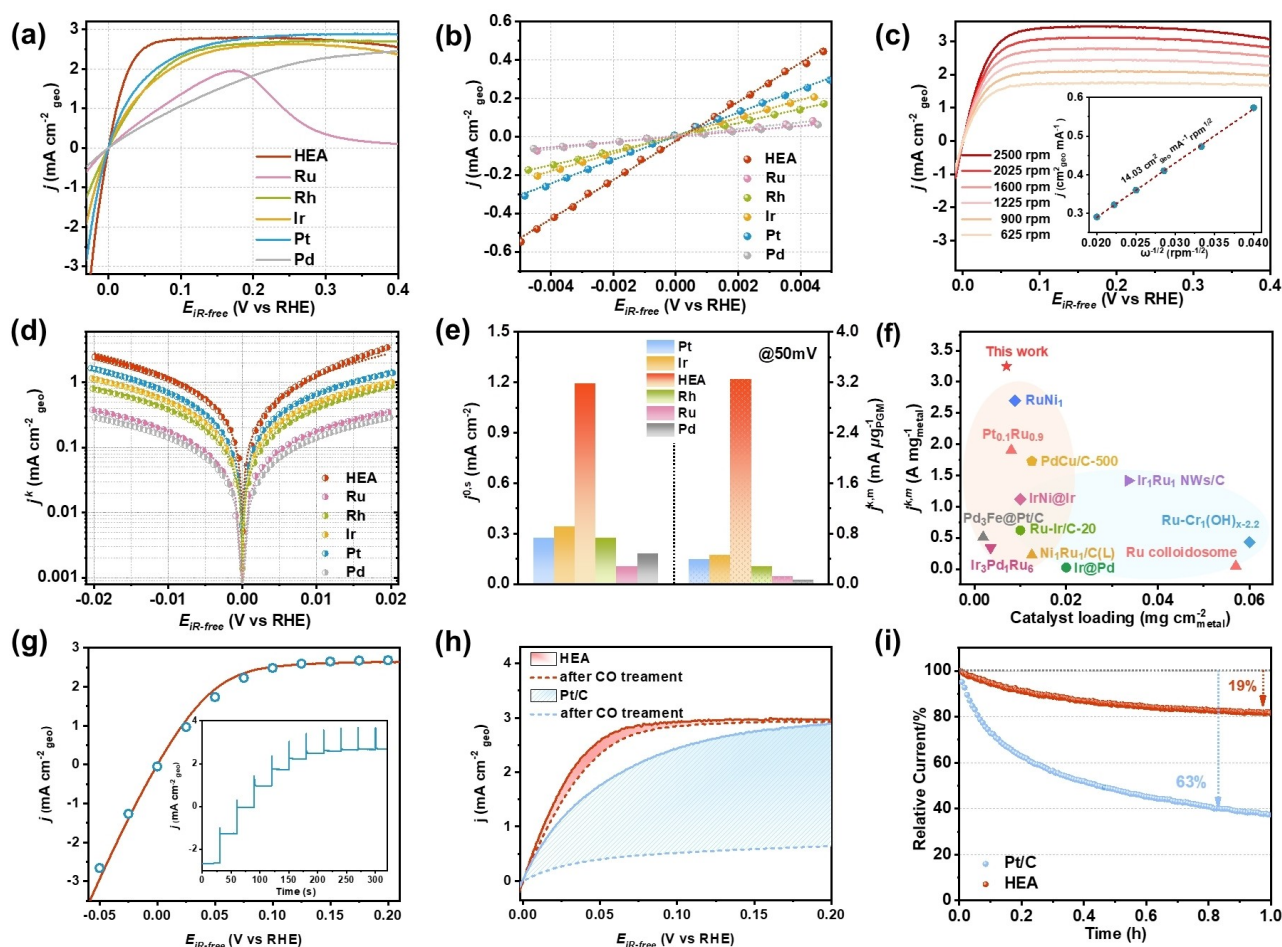 (a)
j (mA cm⁻² geo)
3
2
1
0
1
2
3
HEA
Ru
Rh
Ir
Pt
Pd
0.0 0.1 0.2 0.3 0.4
E iR-free (V vs RHE)
(b)
j (mA cm⁻² geo)
0.6
0.4
0.2
0.0
0.2
0.4
0.6
HEA
Ru
Rh
Ir
Pt
Pd
-0.004 -0.002 0.000 0.002 0.004
E iR-free (V vs RHE)
(c)
j (mA cm⁻² geo)
3
2
1
0
1
2
3
2500 rpm
2025 rpm
1600 rpm
1225 rpm
900 rpm
625 rpm
j (cm² geo mA⁻¹)
0.6
0.5
0.4
0.3
14.03 cm² geo mA⁻¹ rpm¹ᐟ²
0.020 0.025 0.030 0.035 0.040
ω⁻¹ᐟ² (rpm⁻¹ᐟ²)
0.0 0.1 0.2 0.3 0.4
E iR-free (V vs RHE)
(d)
jᵏ (mA cm⁻² geo)
1
0.1
0.01
0.001
HEA
Ru
Rh
Ir
Pt
Pd
-0.02 -0.01 0.00 0.01 0.02
E iR-free (V vs RHE)
(e)
j⁰,ˢ (mA cm⁻²)
1.5
1.2
0.9
0.6
0.3
0.0
Pt
Ir
HEA
Rh
Ru
Pd
@50mV
4.0
3.2
2.4
1.6
0.8
0.0
jᵏ,ᵐ (mA μg⁻¹ PGM)
(f)
jᵏ,ᵐ (A mg⁻¹ metal)
3.5
3.0
2.5
2.0
1.5
1.0
0.5
0.0
This work
RuNi₁
Pt₀.₁Ru₀.₉
PdCu/C-500
Ir₁Ru₁ NWs/C
IrNi@Ir
Pd₃Fe@Pt/C
Ru-Ir/C-20
Ru-Cr₁(OH)ₓ₋₂.₂
Ni₁Ru₁/C(L)
Ru colloidosome
Ir₃Pd₁Ru₆
Ir@Pd
0.00 0.02 0.04 0.06
Catalyst loading (mg cm⁻² metal)
(g)
j (mA cm⁻² geo)
3
2
1
0
1
2
3
j (mA cm⁻² geo)
4
2
0
-2
0 50 100 150 200 250 300
Time (s)
-0.05 0.00 0.05 0.10 0.15 0.20
E iR-free (V vs RHE)
(h)
j (mA cm⁻² geo)
4
3
2
1
0
HEA
after CO treament
Pt/C
after CO treament
0.00 0.05 0.10 0.15 0.20
E iR-free (V vs RHE)
(i)
Relative Current/%
100
80
60
40
20
40
60
80
100
19%
63%
Pt/C
HEA
0.0 0.2 0.4 0.6 0.8 1.0
Time (h)